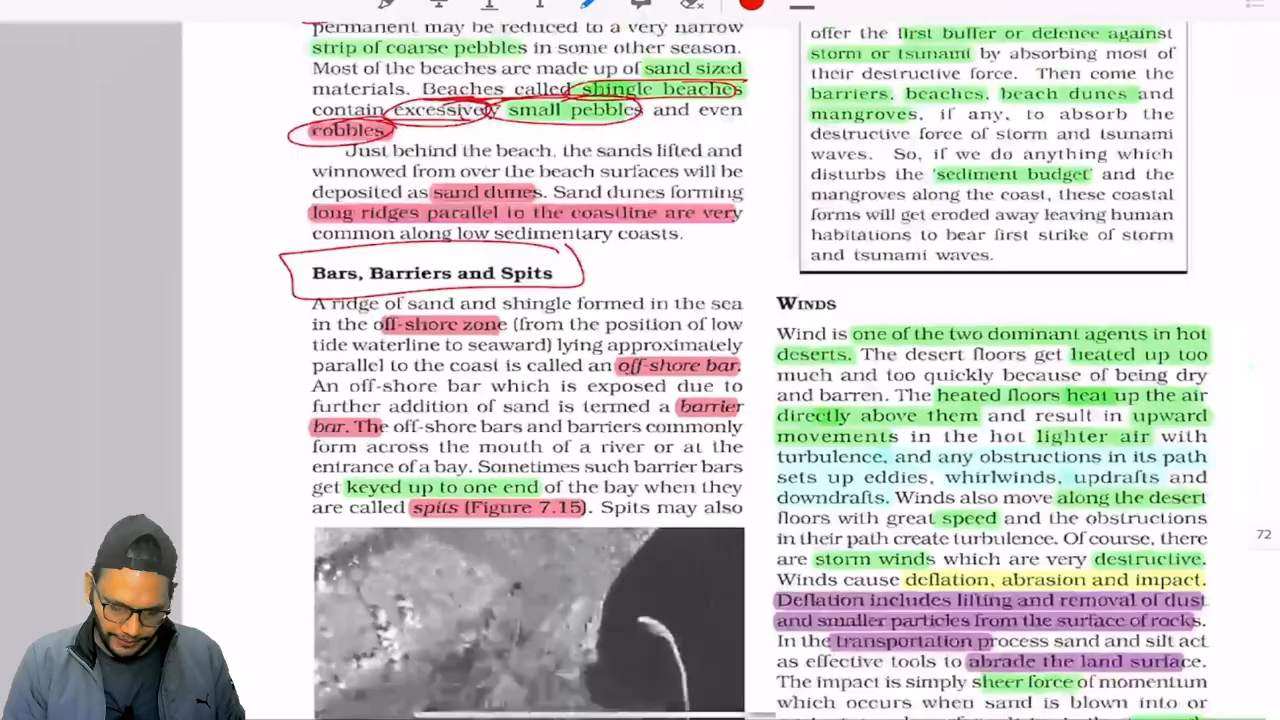 permanent may be reduced to a very narrow
strip of coarse pebbles in some other season.
Most of the beaches are made up of sand sized
materials. Beaches called shingle beaches
contain excessively small pebbles and even
cobbles.
Just behind the beach, the sands lifted and
winnowed from over the beach surfaces will be
deposited as sand dunes. Sand dunes forming
long ridges parallel to the coastline are very
common along low sedimentary coasts.
Bars, Barriers and Spits
A ridge of sand and shingle formed in the sea
in the off-shore zone (from the position of low
tide waterline to seaward) lying approximately
parallel to the coast is called an off-shore bar.
An off-shore bar which is exposed due to
further addition of sand is termed a barrier
bar. The off-shore bars and barriers commonly
form across the mouth of a river or at the
entrance of a bay. Sometimes such barrier bars
get keyed up to one end of the bay when they
are called spits (Figure 7.15). Spits may also
offer the first buffer or defence against
storm or tsunami by absorbing most of
their destructive force. Then come the
barriers, beaches, beach dunes and
mangroves, if any, to absorb the
destructive force of storm and tsunami
waves. So, if we do anything which
disturbs the 'sediment budget' and the
mangroves along the coast, these coastal
forms will get eroded away leaving human
habitations to bear first strike of storm
and tsunami waves.
WINDS
Wind is one of the two dominant agents in hot
deserts. The desert floors get heated up too
much and too quickly because of being dry
and barren. The heated floors heat up the air
directly above them and result in upward
movements in the hot lighter air with
turbulence, and any obstructions in its path
sets up eddies, whirlwinds, updrafts and
downdrafts. Winds also move along the desert
floors with great speed and the obstructions
in their path create turbulence. Of course, there
are storm winds which are very destructive.
Winds cause deflation, abrasion and impact.
Deflation includes lifting and removal of dust
and smaller particles from the surface of rocks.
In the transportation process sand and silt act
as effective tools to abrade the land surface.
The impact is simply sheer force of momentum
which occurs when sand is blown into or
72